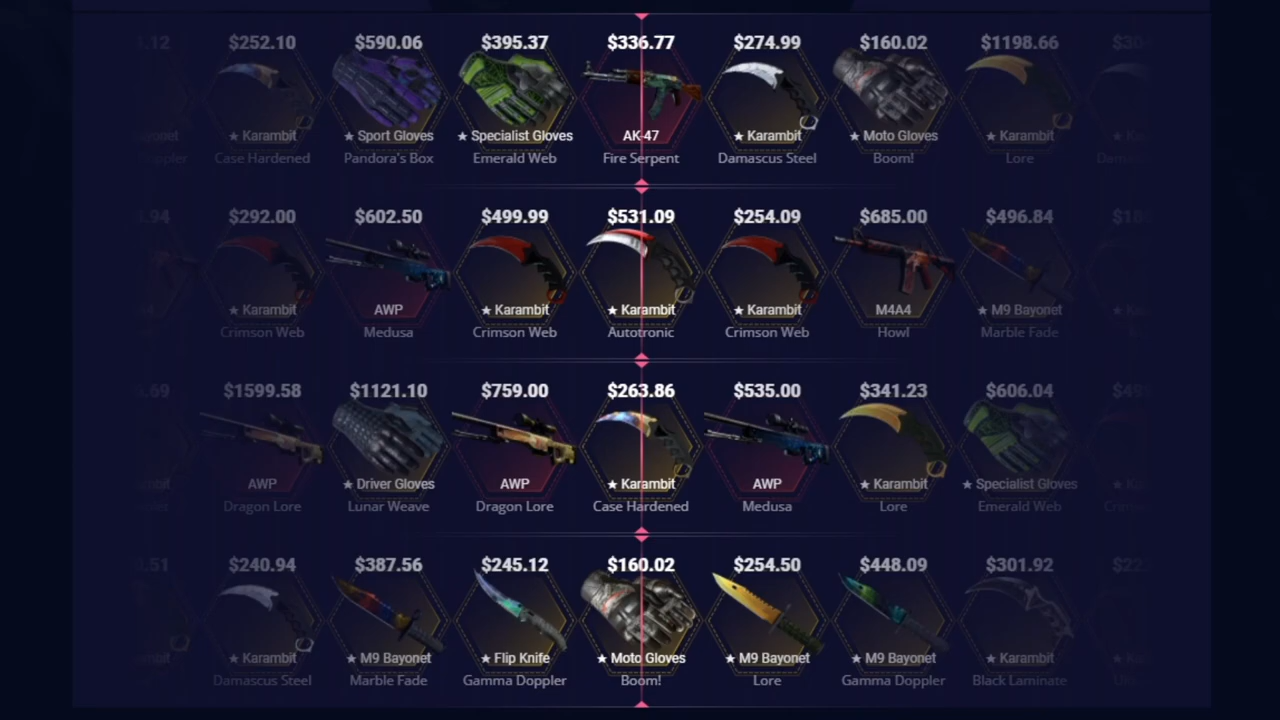 $252.10 $590.06 $395.37 $336.77 $274.99 $160.02 $1198.66
★ Karambit ★ Sport Gloves ★ Specialist Gloves AK-47 ★ Karambit ★ Moto Gloves ★ Karambit
Case Hardened Pandora's Box Emerald Web Fire Serpent Damascus Steel Boom! Lore
$292.00 $602.50 $499.99 $531.09 $254.09 $685.00 $496.84
★ Karambit AWP ★ Karambit ★ Karambit ★ Karambit M4A4 ★ M9 Bayonet
Crimson Web Medusa Crimson Web Autotronic Crimson Web Howl Marble Fade
$1599.58 $1121.10 $759.00 $263.86 $535.00 $341.23 $606.04
AWP ★ Driver Gloves AWP ★ Karambit AWP ★ Karambit ★ Specialist Gloves
Dragon Lore Lunar Weave Dragon Lore Case Hardened Medusa Lore Emerald Web
$240.94 $387.56 $245.12 $160.02 $254.50 $448.09 $301.92
★ Karambit ★ M9 Bayonet ★ Flip Knife ★ Moto Gloves ★ M9 Bayonet ★ M9 Bayonet ★ Karambit
Damascus Steel Marble Fade Gamma Doppler Boom! Lore Gamma Doppler Black Laminate